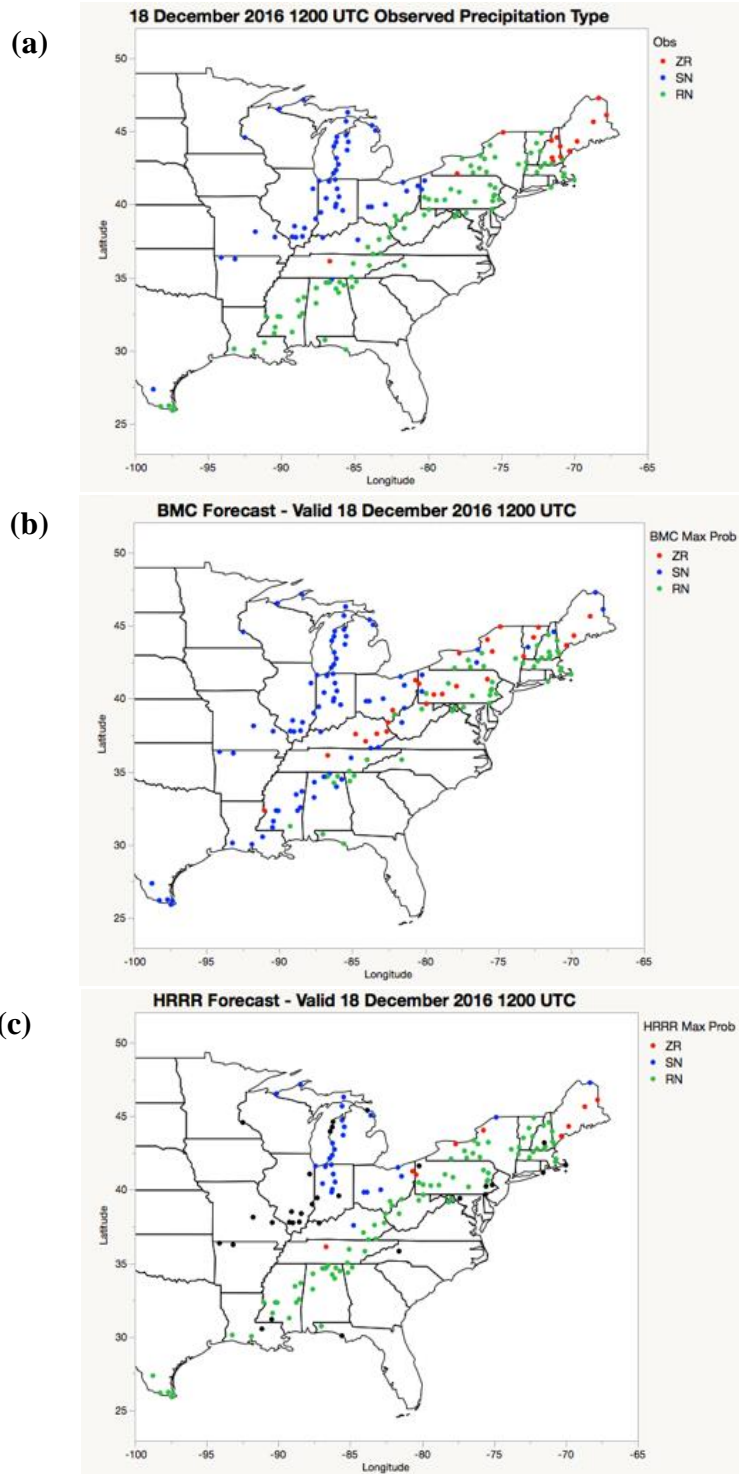 (a)
18 December 2016 1200 UTC Observed Precipitation Type
Obs
ZR
SN
RN
50
45
40
35
30
25
Latitude
-100 -95 -90 -85 -80 -75 -70 -65
Longitude
(b)
BMC Forecast - Valid 18 December 2016 1200 UTC
BMC Max Prob
ZR
SN
RN
50
45
40
35
30
25
Latitude
-100 -95 -90 -85 -80 -75 -70 -65
Longitude
(c)
HRRR Forecast - Valid 18 December 2016 1200 UTC
HRRR Max Prob
ZR
SN
RN
50
45
40
35
30
25
Latitude
-100 -95 -90 -85 -80 -75 -70 -65
Longitude